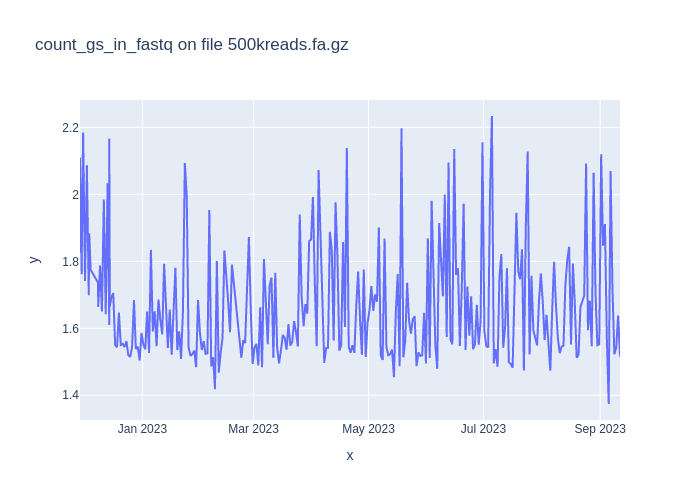 count_gs_in_fastq on file 500kreads.fa.gz
2.2
2
1.8
1.6
1.4
y
Jan 2023
Mar 2023
May 2023
Jul 2023
Sep 2023
x